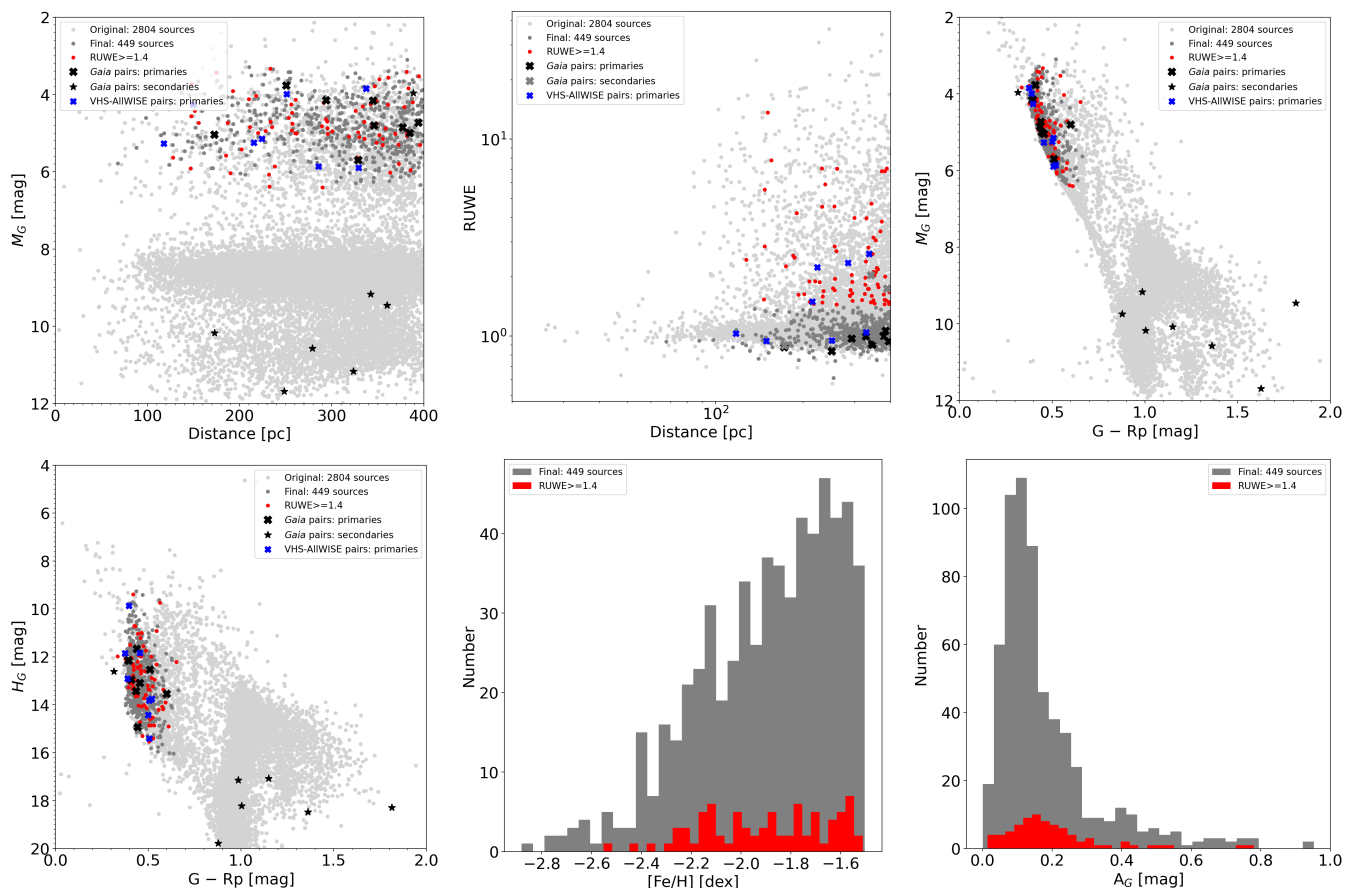 2
4
6
8
10
12
M_G [mag]
0
100
200
300
400
Distance [pc]
Original: 2804 sources
Final: 449 sources
RUWE>=1.4
Gaia pairs: primaries
Gaia pairs: secondaries
VHS-AllWISE pairs: primaries
10¹
10⁰
RUWE
10²
Distance [pc]
Original: 2804 sources
Final: 449 sources
RUWE>=1.4
Gaia pairs: primaries
Gaia pairs: secondaries
VHS-AllWISE pairs: primaries
2
4
6
8
10
12
M_G [mag]
0.0
0.5
1.0
1.5
2.0
G − Rp [mag]
Original: 2804 sources
Final: 449 sources
RUWE>=1.4
Gaia pairs: primaries
Gaia pairs: secondaries
VHS-AllWISE pairs: primaries
4
6
8
10
12
14
16
18
20
H_G [mag]
0.0
0.5
1.0
1.5
2.0
G − Rp [mag]
Original: 2804 sources
Final: 449 sources
RUWE>=1.4
Gaia pairs: primaries
Gaia pairs: secondaries
VHS-AllWISE pairs: primaries
Final: 449 sources
RUWE>=1.4
40
30
20
10
0
Number
−2.8
−2.6
−2.4
−2.2
−2.0
−1.8
−1.6
[Fe/H] [dex]
Final: 449 sources
RUWE>=1.4
100
80
60
40
20
0
Number
0.0
0.2
0.4
0.6
0.8
1.0
A_G [mag]